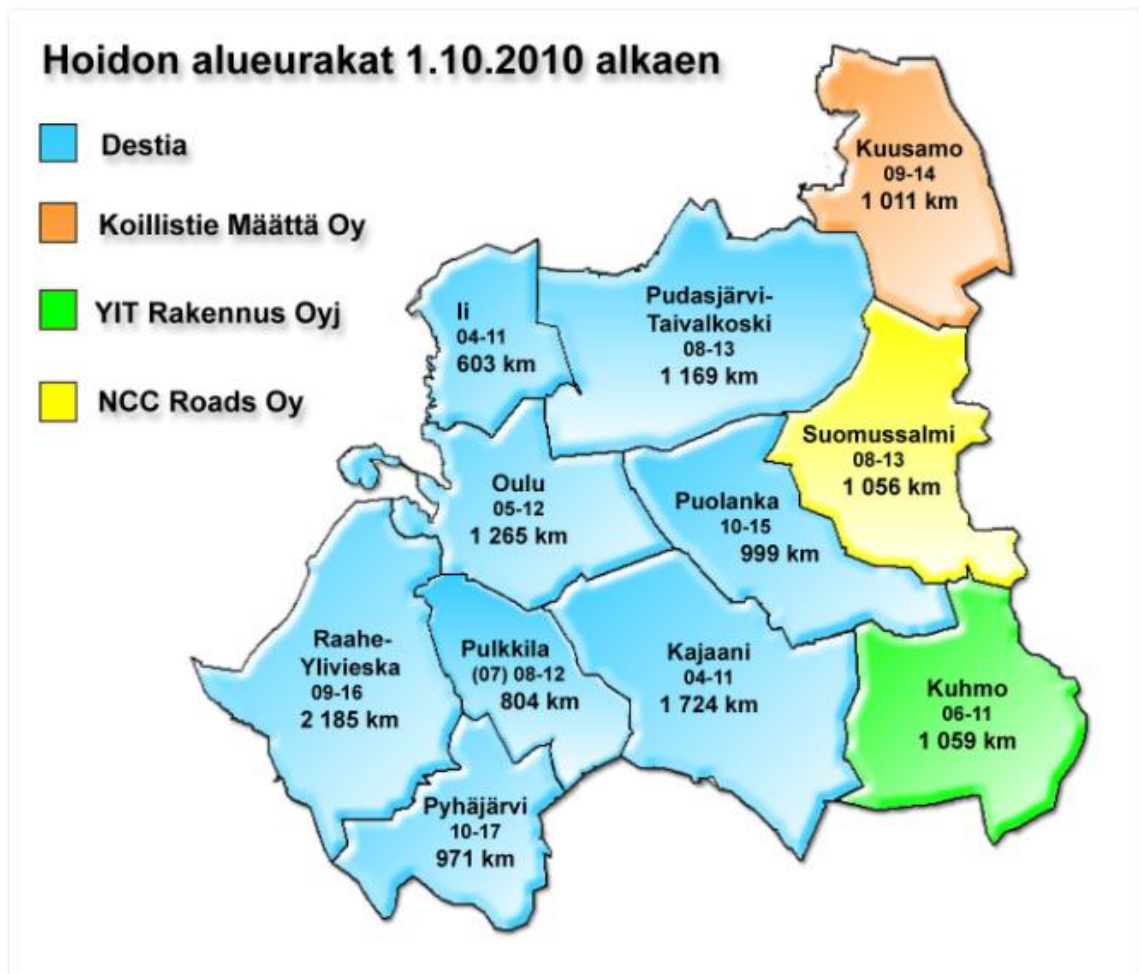 Hoidon alueurakat 1.10.2010 alkaen
Destia
Koillistie Määttä Oy
YIT Rakennus Oyj
NCC Roads Oy
Kuusamo
09-14
1 011 km
Pudasjärvi-
Taivalkoski
08-13
1 169 km
Ii
04-11
603 km
Suomussalmi
08-13
1 056 km
Oulu
05-12
1 265 km
Puolanka
10-15
999 km
Raahe-
Ylivieska
09-16
2 185 km
Pulkkila
(07) 08-12
804 km
Kajaani
04-11
1 724 km
Kuhmo
06-11
1 059 km
Pyhäjärvi
10-17
971 km